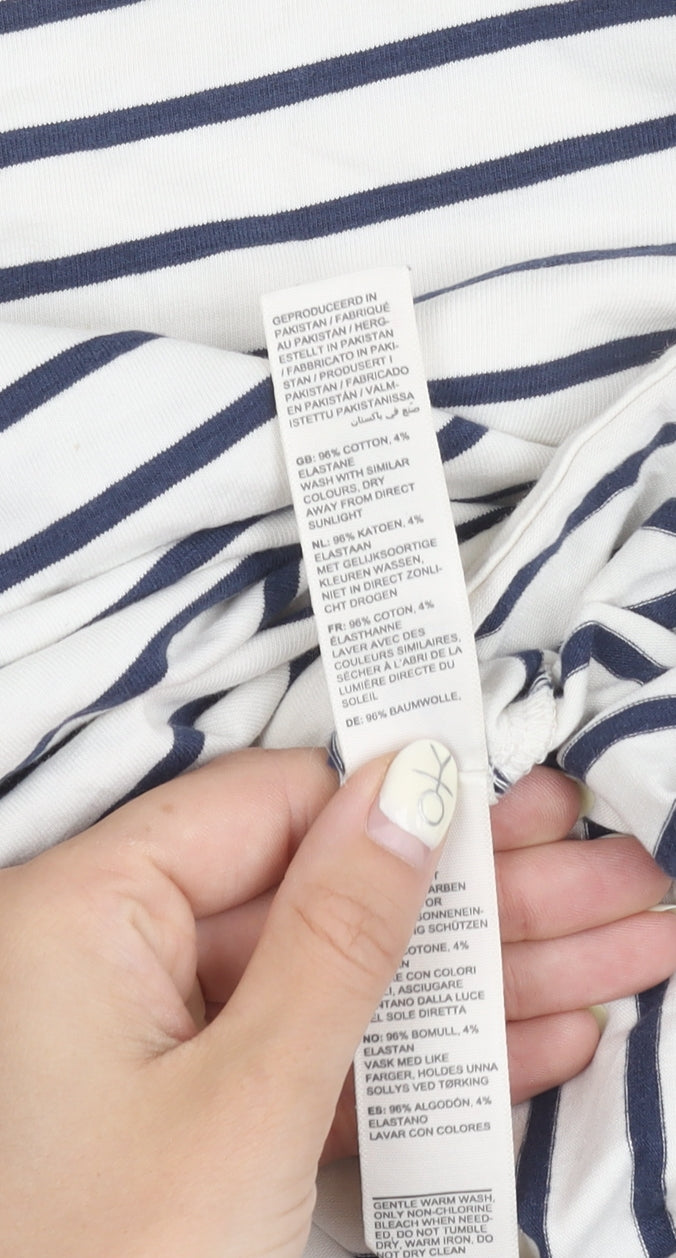 GEPRODUCEERD IN
PAKISTAN / FABRIQUÉ
AU PAKISTAN / HERG-
ESTELLT IN PAKISTAN
/ FABBRICATO IN PAKI-
STAN / PRODUSERT I
PAKISTAN / FABRICADO
EN PAKISTÁN / VALM-
ISTETTU PAKISTANISSA
صنع في باكستان
GB: 96% COTTON, 4%
ELASTANE
WASH WITH SIMILAR
COLOURS, DRY
AWAY FROM DIRECT
SUNLIGHT
NL: 96% KATOEN, 4%
ELASTAAN
MET GELIJKSOORTIGE
KLEUREN WASSEN,
NIET IN DIRECT ZONLI-
CHT DROGEN
FR: 96% COTON, 4%
ÉLASTHANNE
LAVER AVEC DES
COULEURS SIMILAIRES,
SÉCHER À L'ABRI DE LA
LUMIÈRE DIRECTE DU
SOLEIL
DE: 96% BAUMWOLLE,
ARBEN
OR
SONNENEIN-
G SCHÜTZEN
COTONE, 4%
N
E CON COLORI
LI, ASCIUGARE
NTANO DALLA LUCE
EL SOLE DIRETTA
NO: 96% BOMULL, 4%
ELASTAN
VASK MED LIKE
FARGER, HOLDES UNNA
SOLLYS VED TØRKING
ES: 96% ALGODÓN, 4%
ELASTANO
LAVAR CON COLORES
GENTLE WARM WASH,
ONLY NON-CHLORINE
BLEACH WHEN NEED-
ED, DO NOT TUMBLE
DRY, WARM IRON, DO
NOT DRY CLEAN